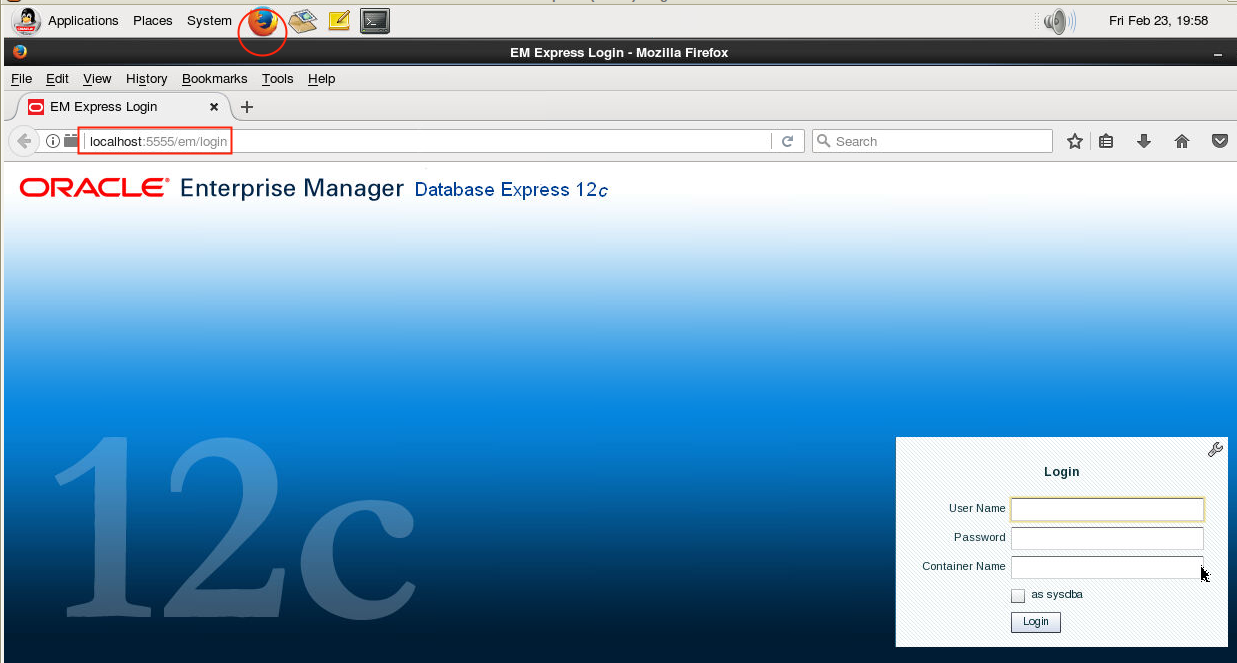 Applications Places System Fri Feb 23, 19:58
EM Express Login - Mozilla Firefox
File Edit View History Bookmarks Tools Help
EM Express Login
localhost:5555/em/login Search
ORACLE® Enterprise Manager Database Express 12c
12c
Login
User Name
Password
Container Name
as sysdba
Login